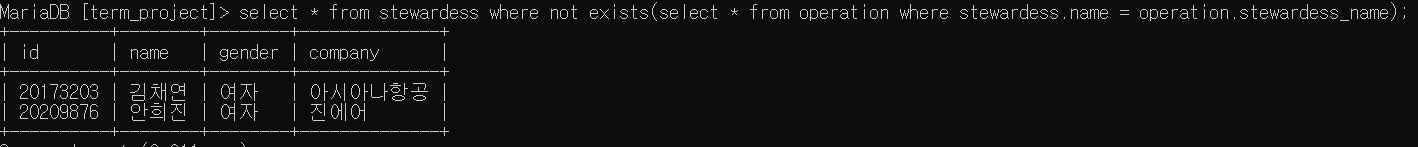 MariaDB [term_project]> select * from stewardess where not exists(select * from operation where stewardess.name = operation.stewardess_name);
+----------+--------+--------+--------------+
| id       | name   | gender | company      |
+----------+--------+--------+--------------+
| 20173203 | 김채연 | 여자   | 아시아나항공 |
| 20209876 | 안희진 | 여자   | 진에어       |
+----------+--------+--------+--------------+